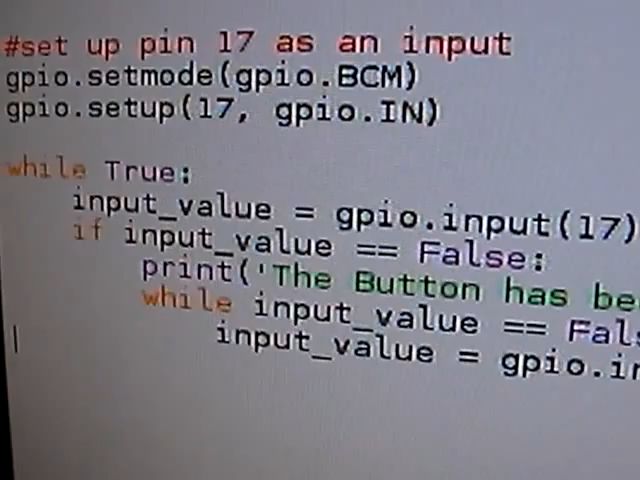 #set up pin 17 as an input
gpio.setmode(gpio.BCM)
gpio.setup(17, gpio.IN)
while True:
input_value = gpio.input(17)
if input_value == False:
print('The Button has
while input_value ==
input_value =